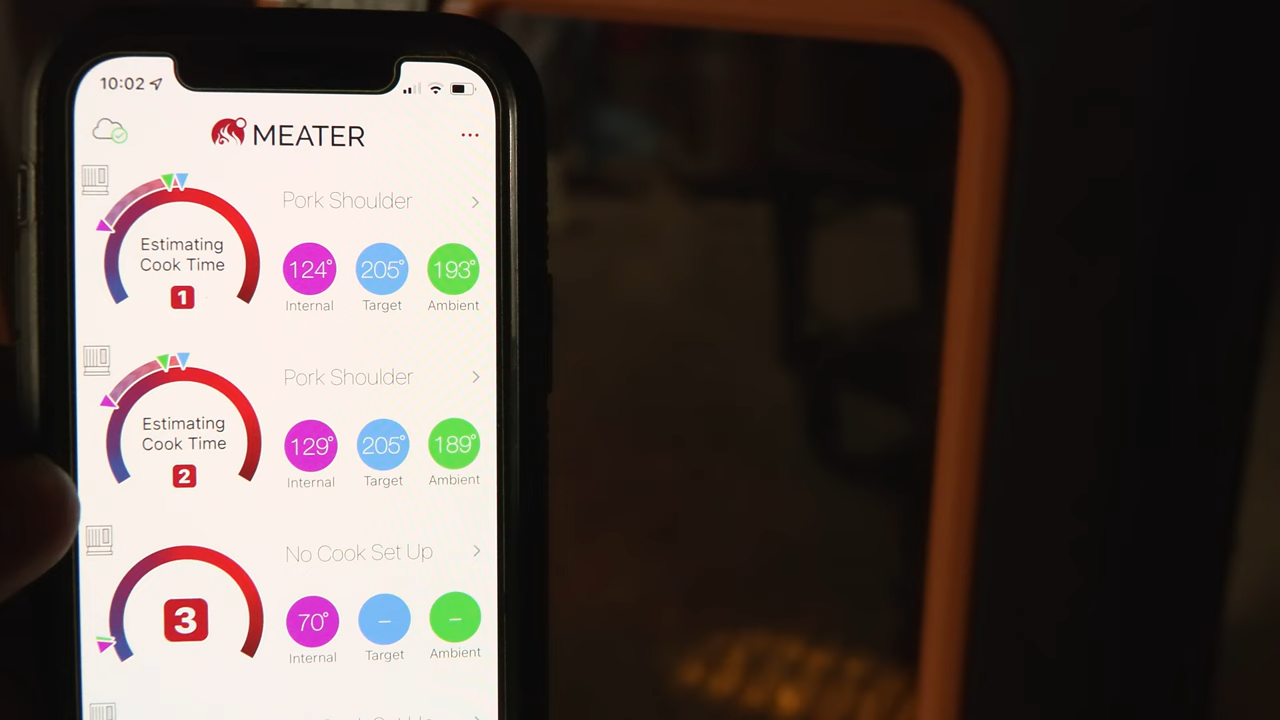 10:02
MEATER
Pork Shoulder
Estimating
Cook Time
1
124° 205° 193°
Internal Target Ambient
Pork Shoulder
Estimating
Cook Time
2
129° 205° 189°
Internal Target Ambient
No Cook Set Up
3
70° – –
Internal Target Ambient